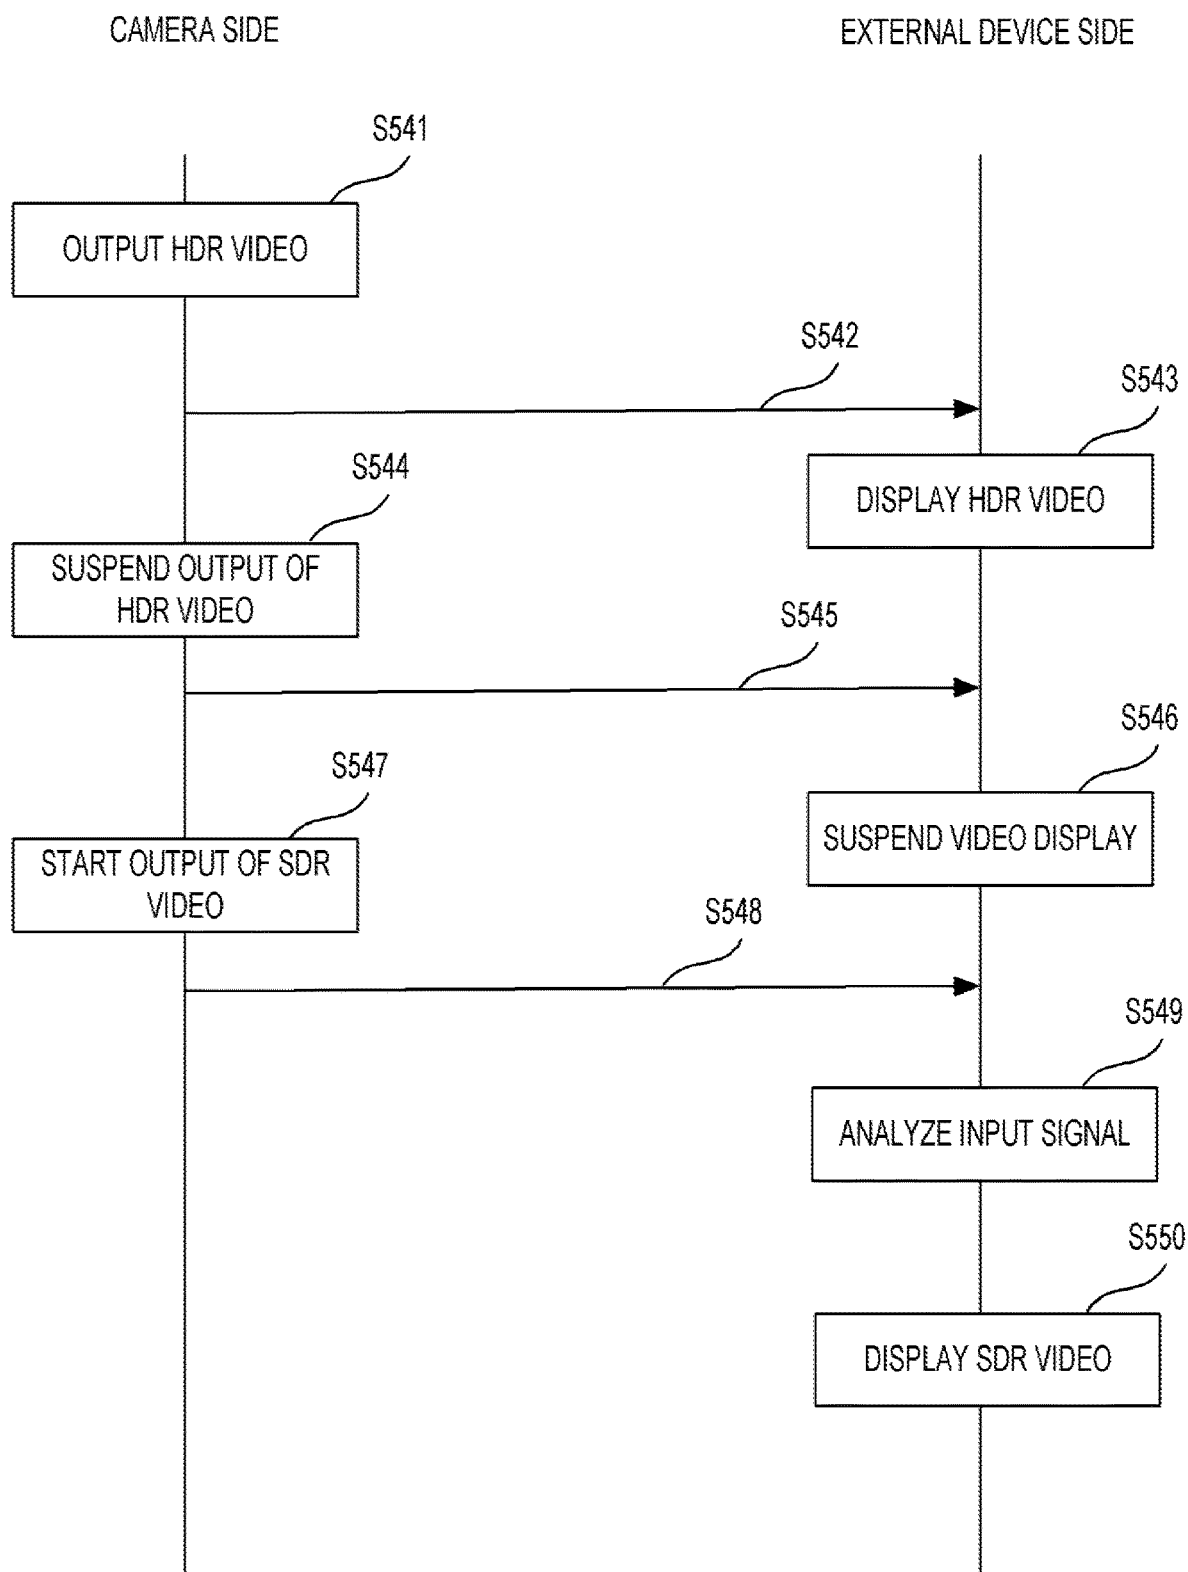 CAMERA SIDE
EXTERNAL DEVICE SIDE
S541
OUTPUT HDR VIDEO
S542
S543
DISPLAY HDR VIDEO
S544
SUSPEND OUTPUT OF
HDR VIDEO
S545
S546
SUSPEND VIDEO DISPLAY
S547
START OUTPUT OF SDR
VIDEO
S548
S549
ANALYZE INPUT SIGNAL
S550
DISPLAY SDR VIDEO